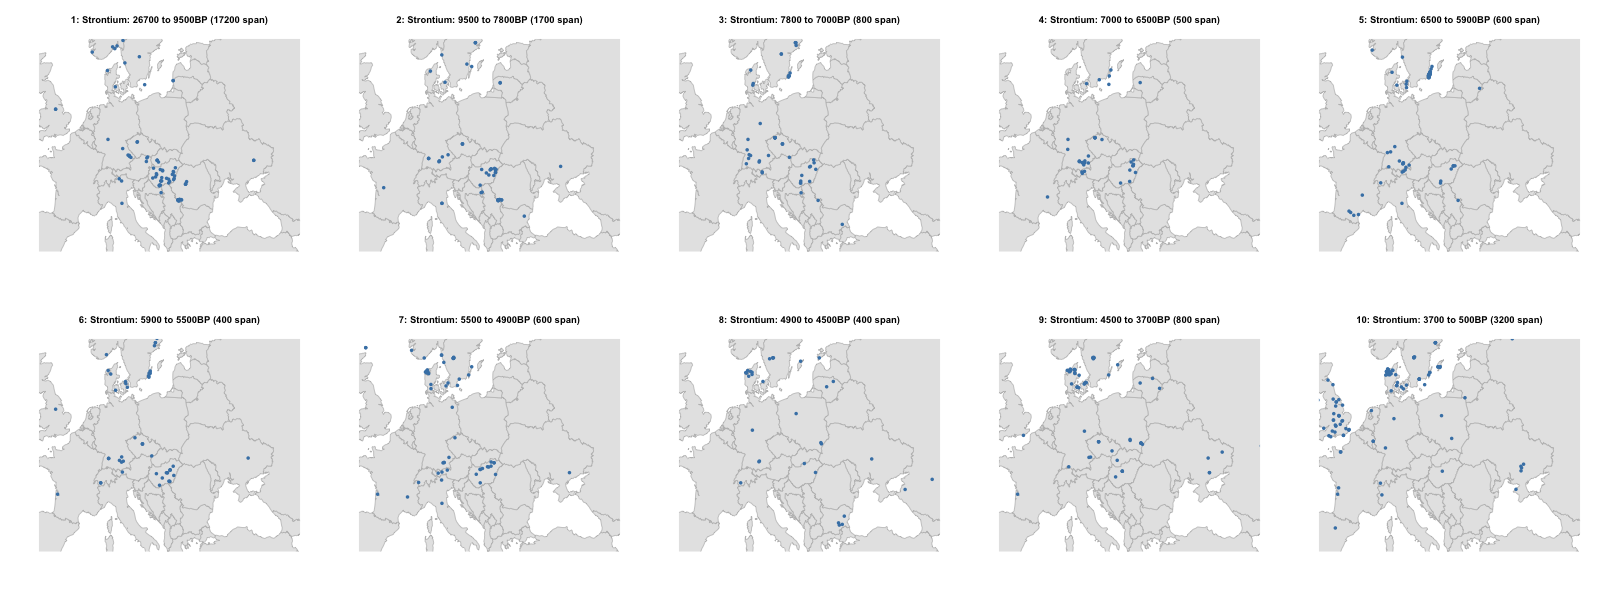 1: Strontium: 26700 to 9500BP (17200 span)
2: Strontium: 9500 to 7800BP (1700 span)
3: Strontium: 7800 to 7000BP (800 span)
4: Strontium: 7000 to 6500BP (500 span)
5: Strontium: 6500 to 5900BP (600 span)
6: Strontium: 5900 to 5500BP (400 span)
7: Strontium: 5500 to 4900BP (600 span)
8: Strontium: 4900 to 4500BP (400 span)
9: Strontium: 4500 to 3700BP (800 span)
10: Strontium: 3700 to 500BP (3200 span)